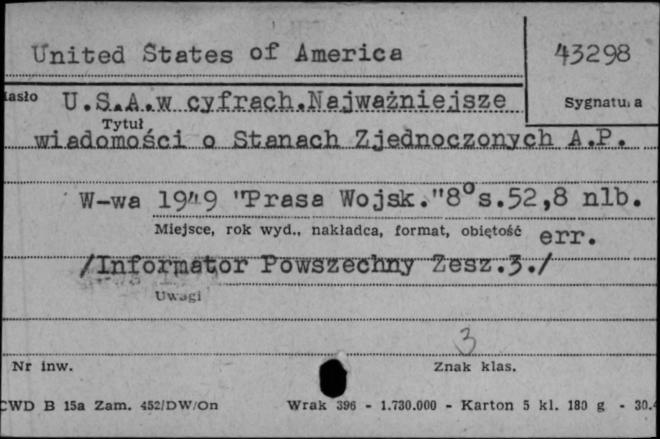 United States of America
43298
Hasło
U.S.A.w cyfrach.Najważniejsze
Sygnatura
Tytuł
wiadomości o Stanach Zjednoczonych A.P.
W-wa 1949 "Prasa Wojsk."8°s.52,8 nlb.
Miejsce, rok wyd., nakładca, format, objętość
err.
/Informator Powszechny Zesz.3./
Uwagi
3
Nr inw.
Znak klas.
CWD B 15a Zam. 452/DW/On
Wrak 396 - 1.730.000 - Karton 5 kl. 180 g - 30.4